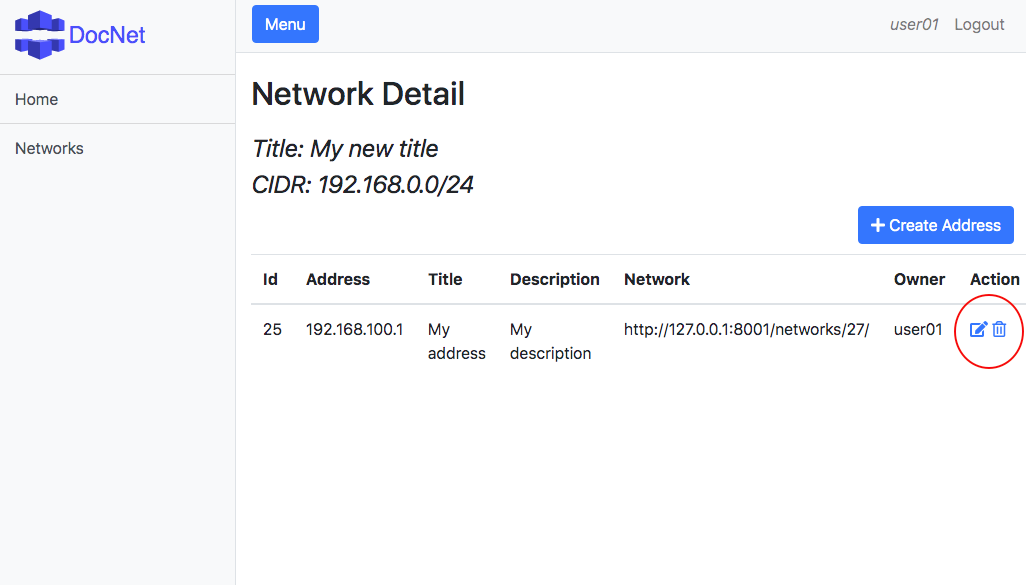 DocNet
Menu
user01 Logout
Home
Networks
Network Detail
Title: My new title
CIDR: 192.168.0.0/24
Create Address
Id Address Title Description Network Owner Action
25 192.168.100.1 My My http://127.0.0.1:8001/networks/27/ user01
address description